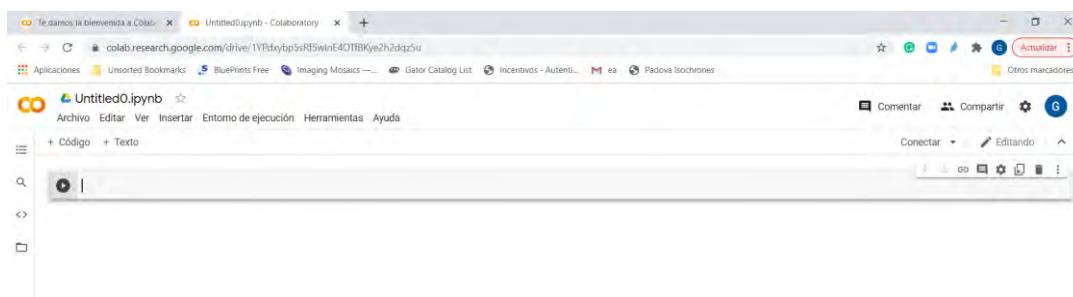 Te damos la bienvenida a Colab
Untitled0.ipynb - Colaboratory
colab.research.google.com/drive/
Actualizar
Aplicaciones
Unsorted Bookmarks
BluePrints Free
Imaging Mosaics —...
Gator Catalog List
Incentivos - Autenti...
ea
Padova Isochrones
Otros marcadores
Untitled0.ipynb
Comentar
Compartir
G
Archivo Editar Ver Insertar Entorno de ejecución Herramientas Ayuda
+ Código + Texto
Conectar
Editando